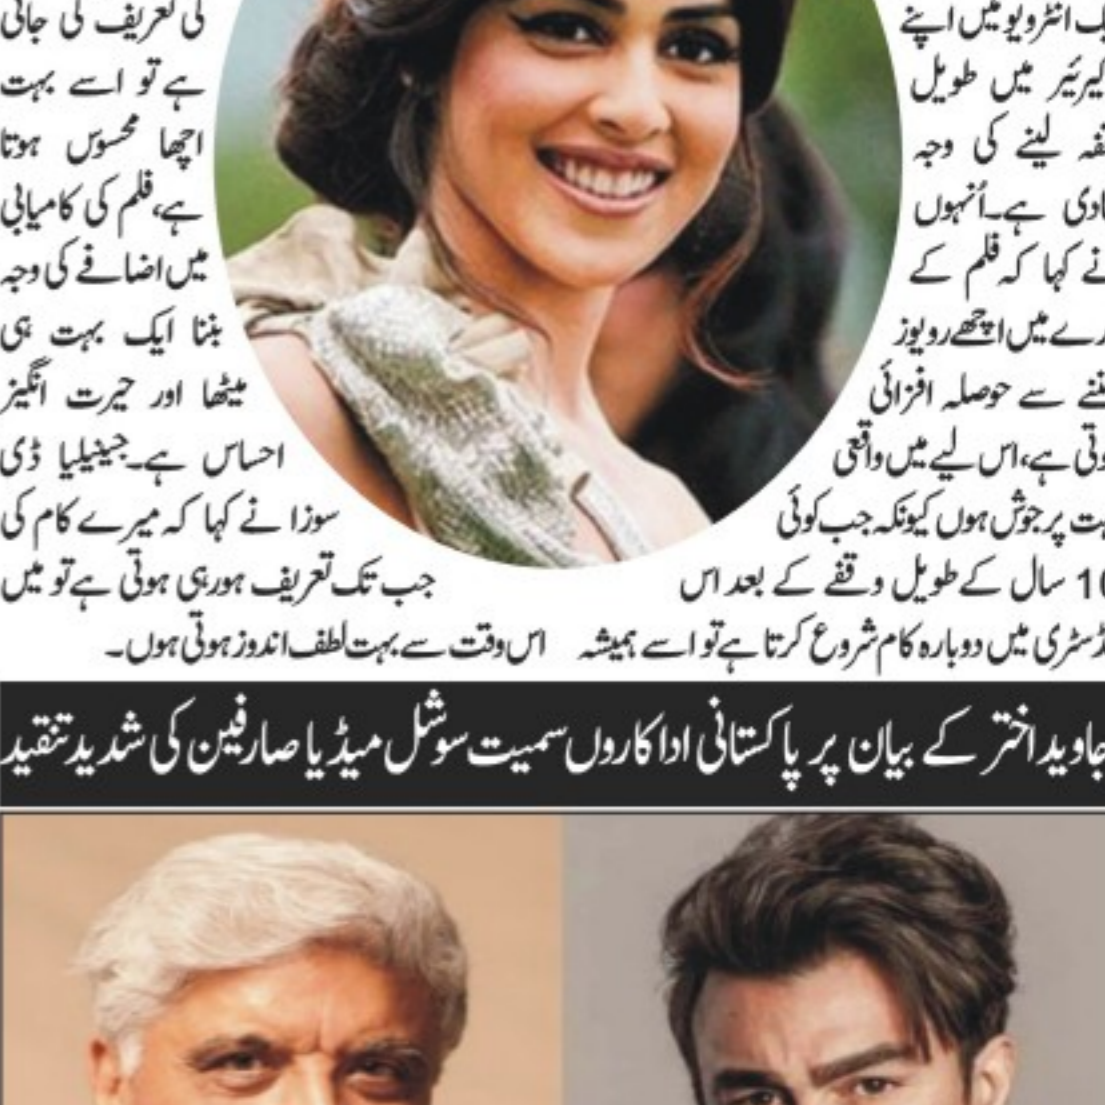 انٹرویو میں اپنے
کیرئیر میں طویل
لینے کی وجہ
ہے۔اُنہوں
نے کہا کہ فلم کے
میں اچھے رویوز
سے حوصلہ افزائی
ہے،اس لیے میں واقعی
پرجوش ہوں کیونکہ جب کوئی
10 سال کے طویل وقفے کے بعد اس
میں دوبارہ کام شروع کرتا ہے تو اسے ہمیشہ
کی تعریف کی جاتی
ہے تو اسے بہت
اچھا محسوس ہوتا
ہے،فلم کی کامیابی
میں اضافے کی وجہ
بننا ایک بہت ہی
میٹھا اور حیرت انگیز
احساس ہے۔جینیلیا ڈی
سوزا نے کہا کہ میرے کام کی
جب تک تعریف ہورہی ہوتی ہے تو میں
اس وقت سے بہت لطف اندوز ہوتی ہوں۔
جاوید اختر کے بیان پر پاکستانی اداکاروں سمیت سوشل میڈیا صارفین کی شدید تنقید